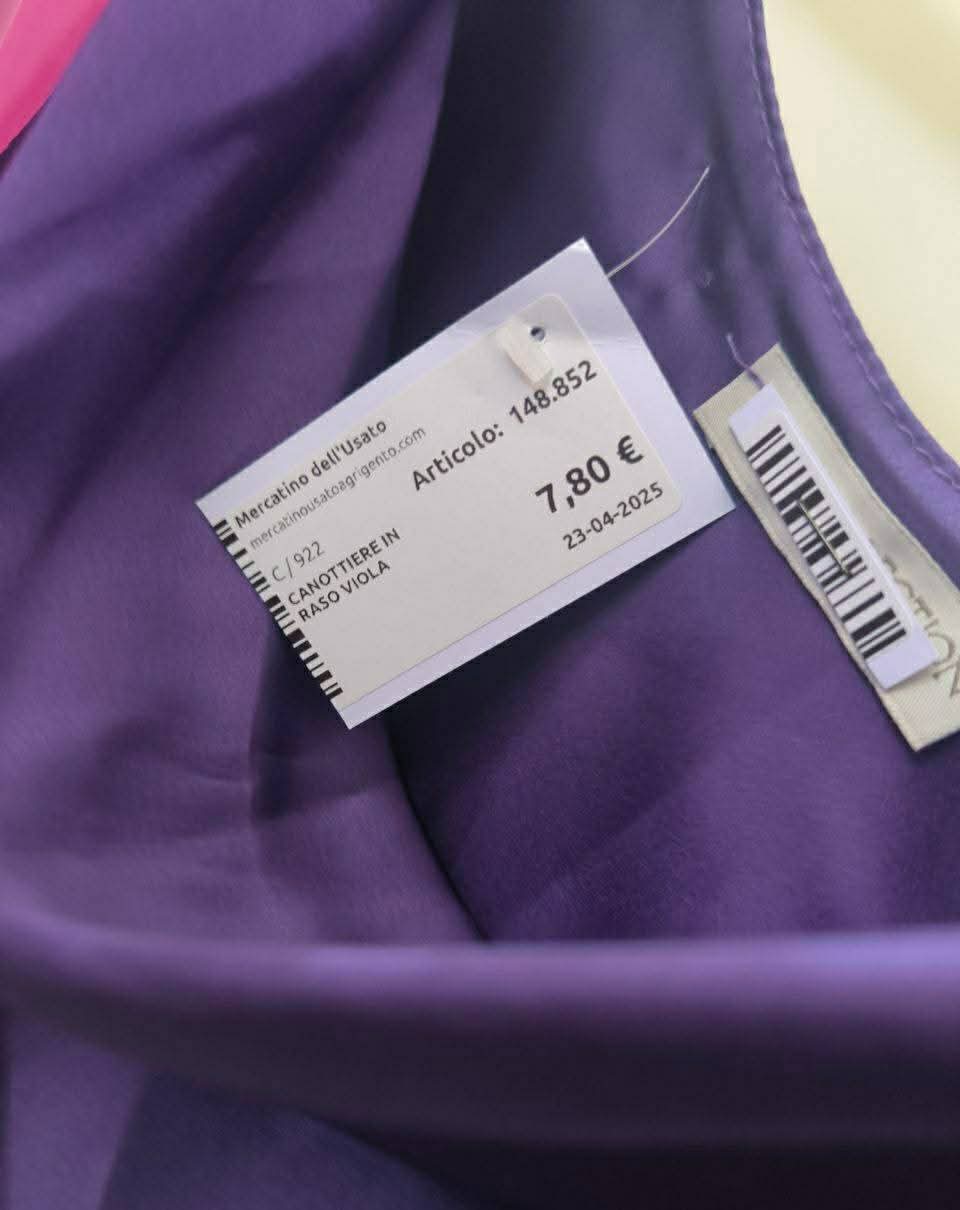 Mercatino dell'Usato
mercatinousatoagrigento.com
Articolo: 148.852
7,80 €
23-04-2025
C/922
CANOTTIERE IN
RASO VIOLA